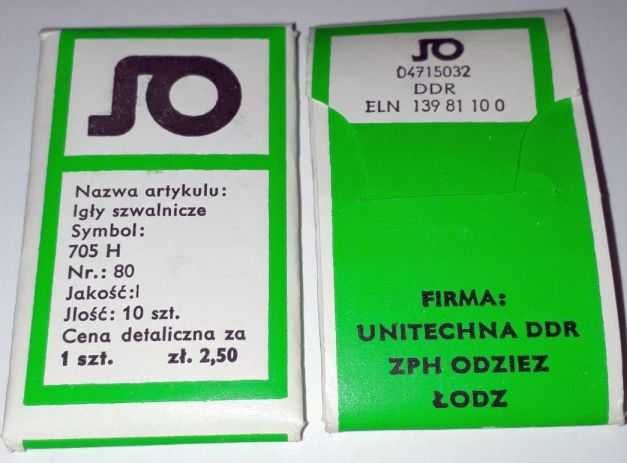 JO
Nazwa artykulu:
Igły szwalnicze
Symbol:
705 H
Nr.: 80
Jakość:I
Jlość: 10 szt.
Cena detaliczna za
1 szt. zł. 2,50
JO
04715032
DDR
ELN 139 81 10 0
FIRMA:
UNITECHNA DDR
ZPH ODZIEZ
ŁODZ